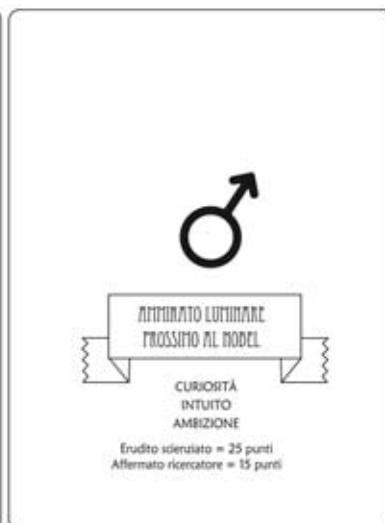 AMMIRATO LUMINARE
PROSSIMO AL NOBEL
CURIOSITÀ
INTUITO
AMBIZIONE
Erudito scienziato = 25 punti
Affermato ricercatore = 15 punti